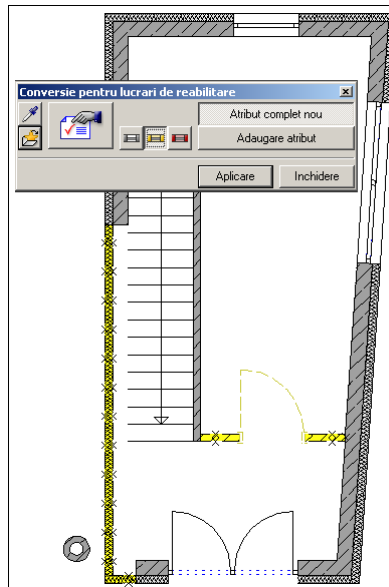 Conversie pentru lucrari de reabilitare
Atribut complet nou
Adaugare atribut
Aplicare
Inchidere